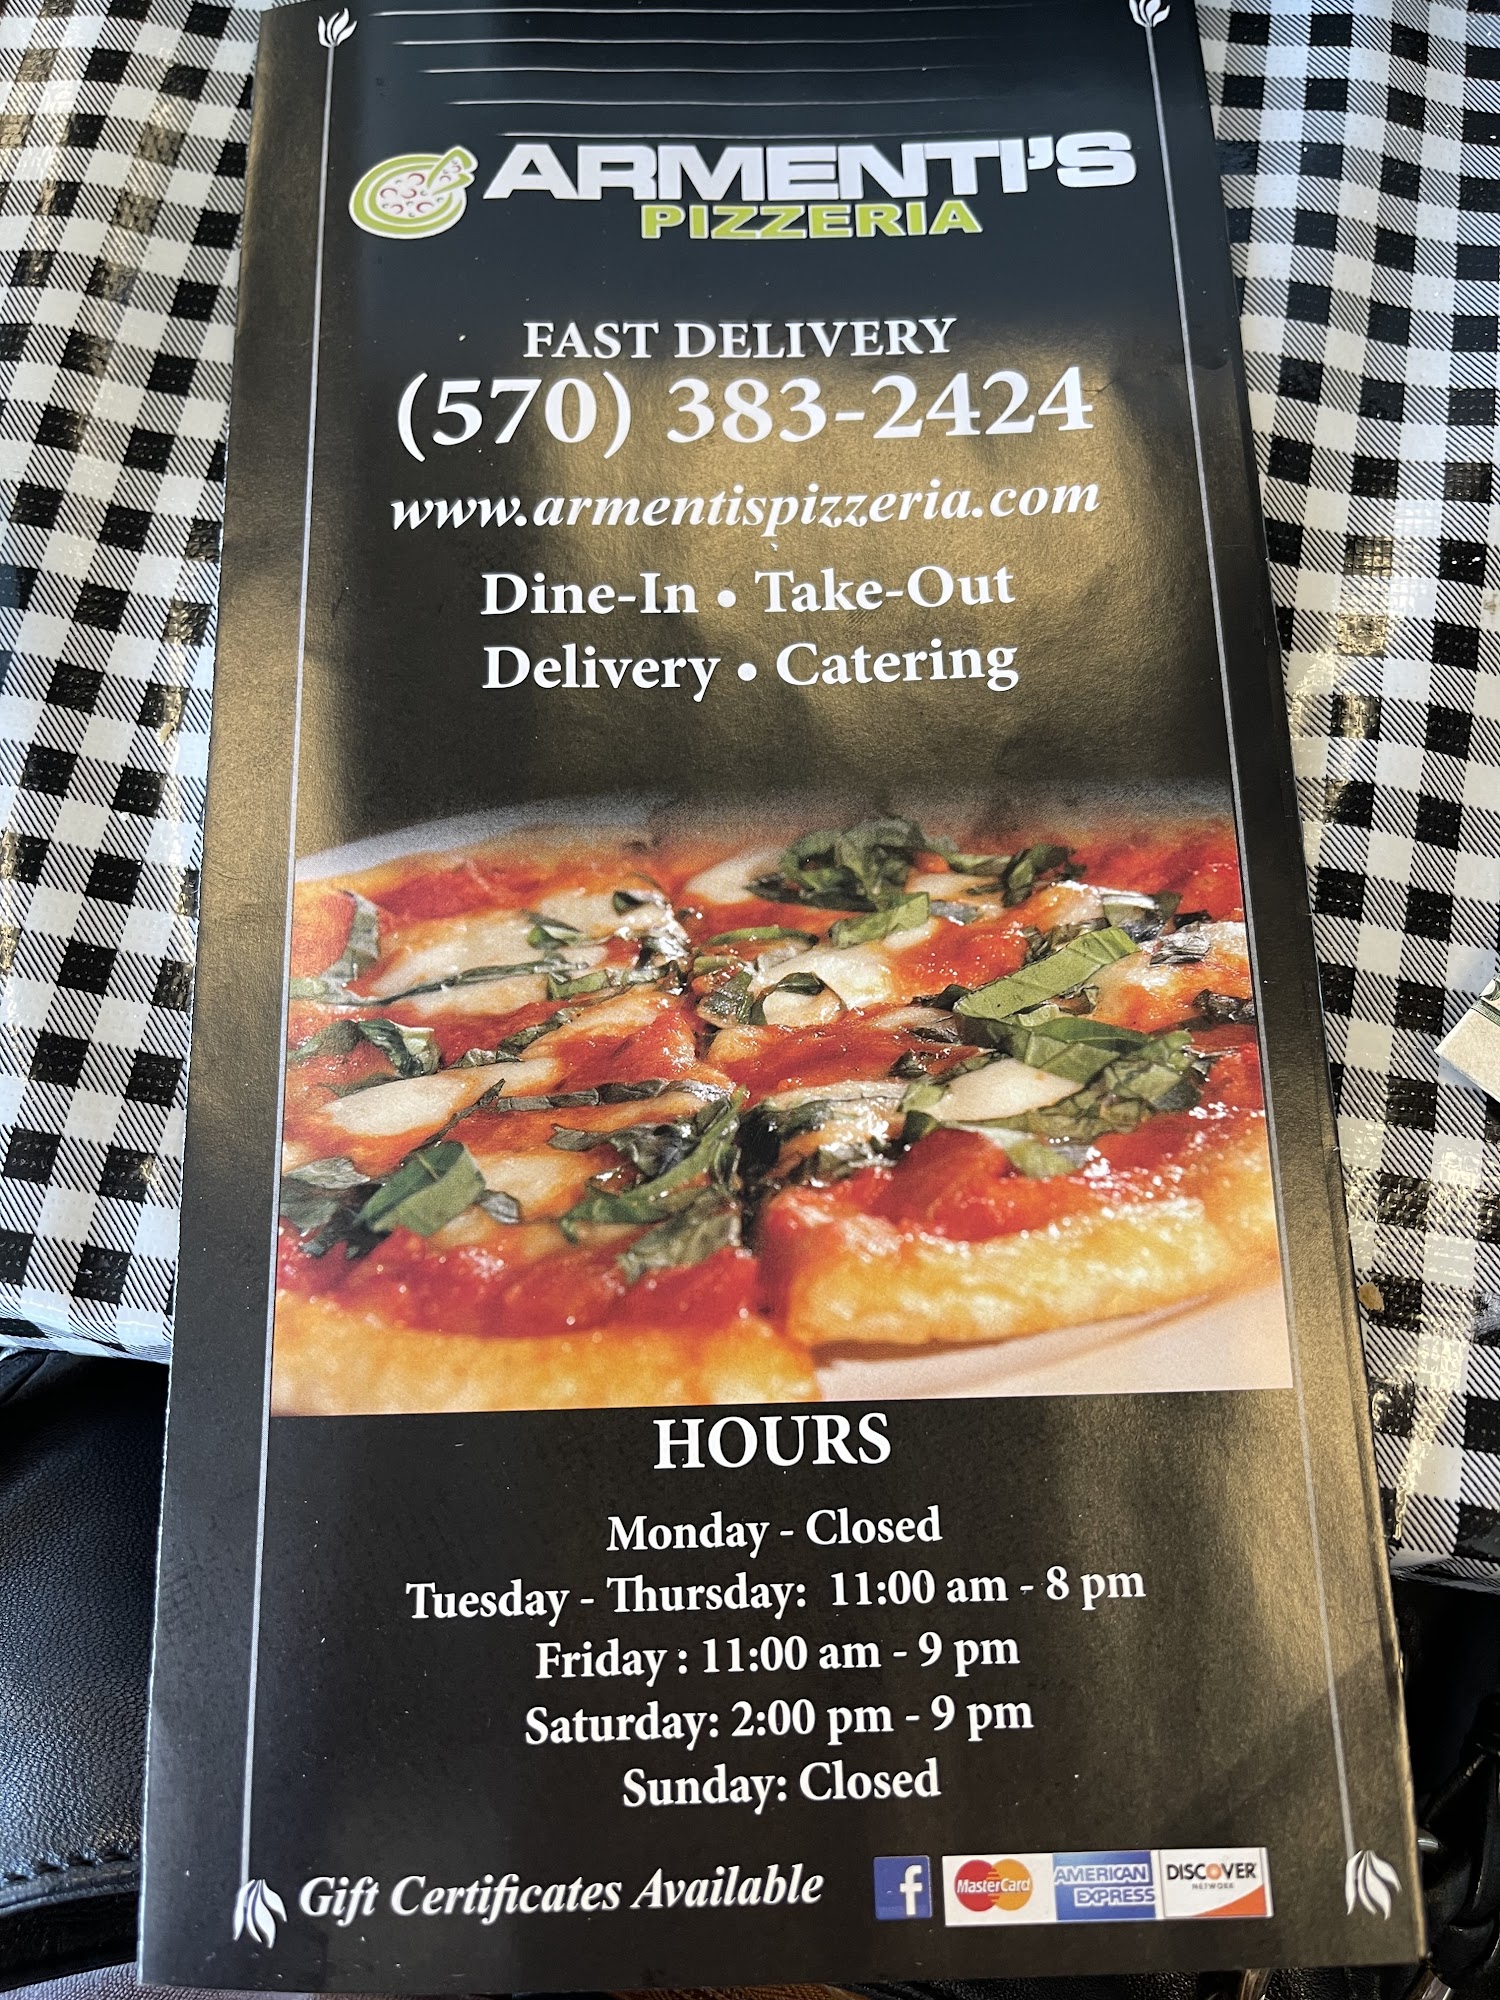 ARMENTI'S
PIZZERIA
FAST DELIVERY
(570) 383-2424
www.armentispizzeria.com
Dine-In • Take-Out
Delivery • Catering
HOURS
Monday - Closed
Tuesday - Thursday: 11:00 am - 8 pm
Friday : 11:00 am - 9 pm
Saturday: 2:00 pm - 9 pm
Sunday: Closed
Gift Certificates Available f MasterCard AMERICAN EXPRESS DISCOVER NETWORK